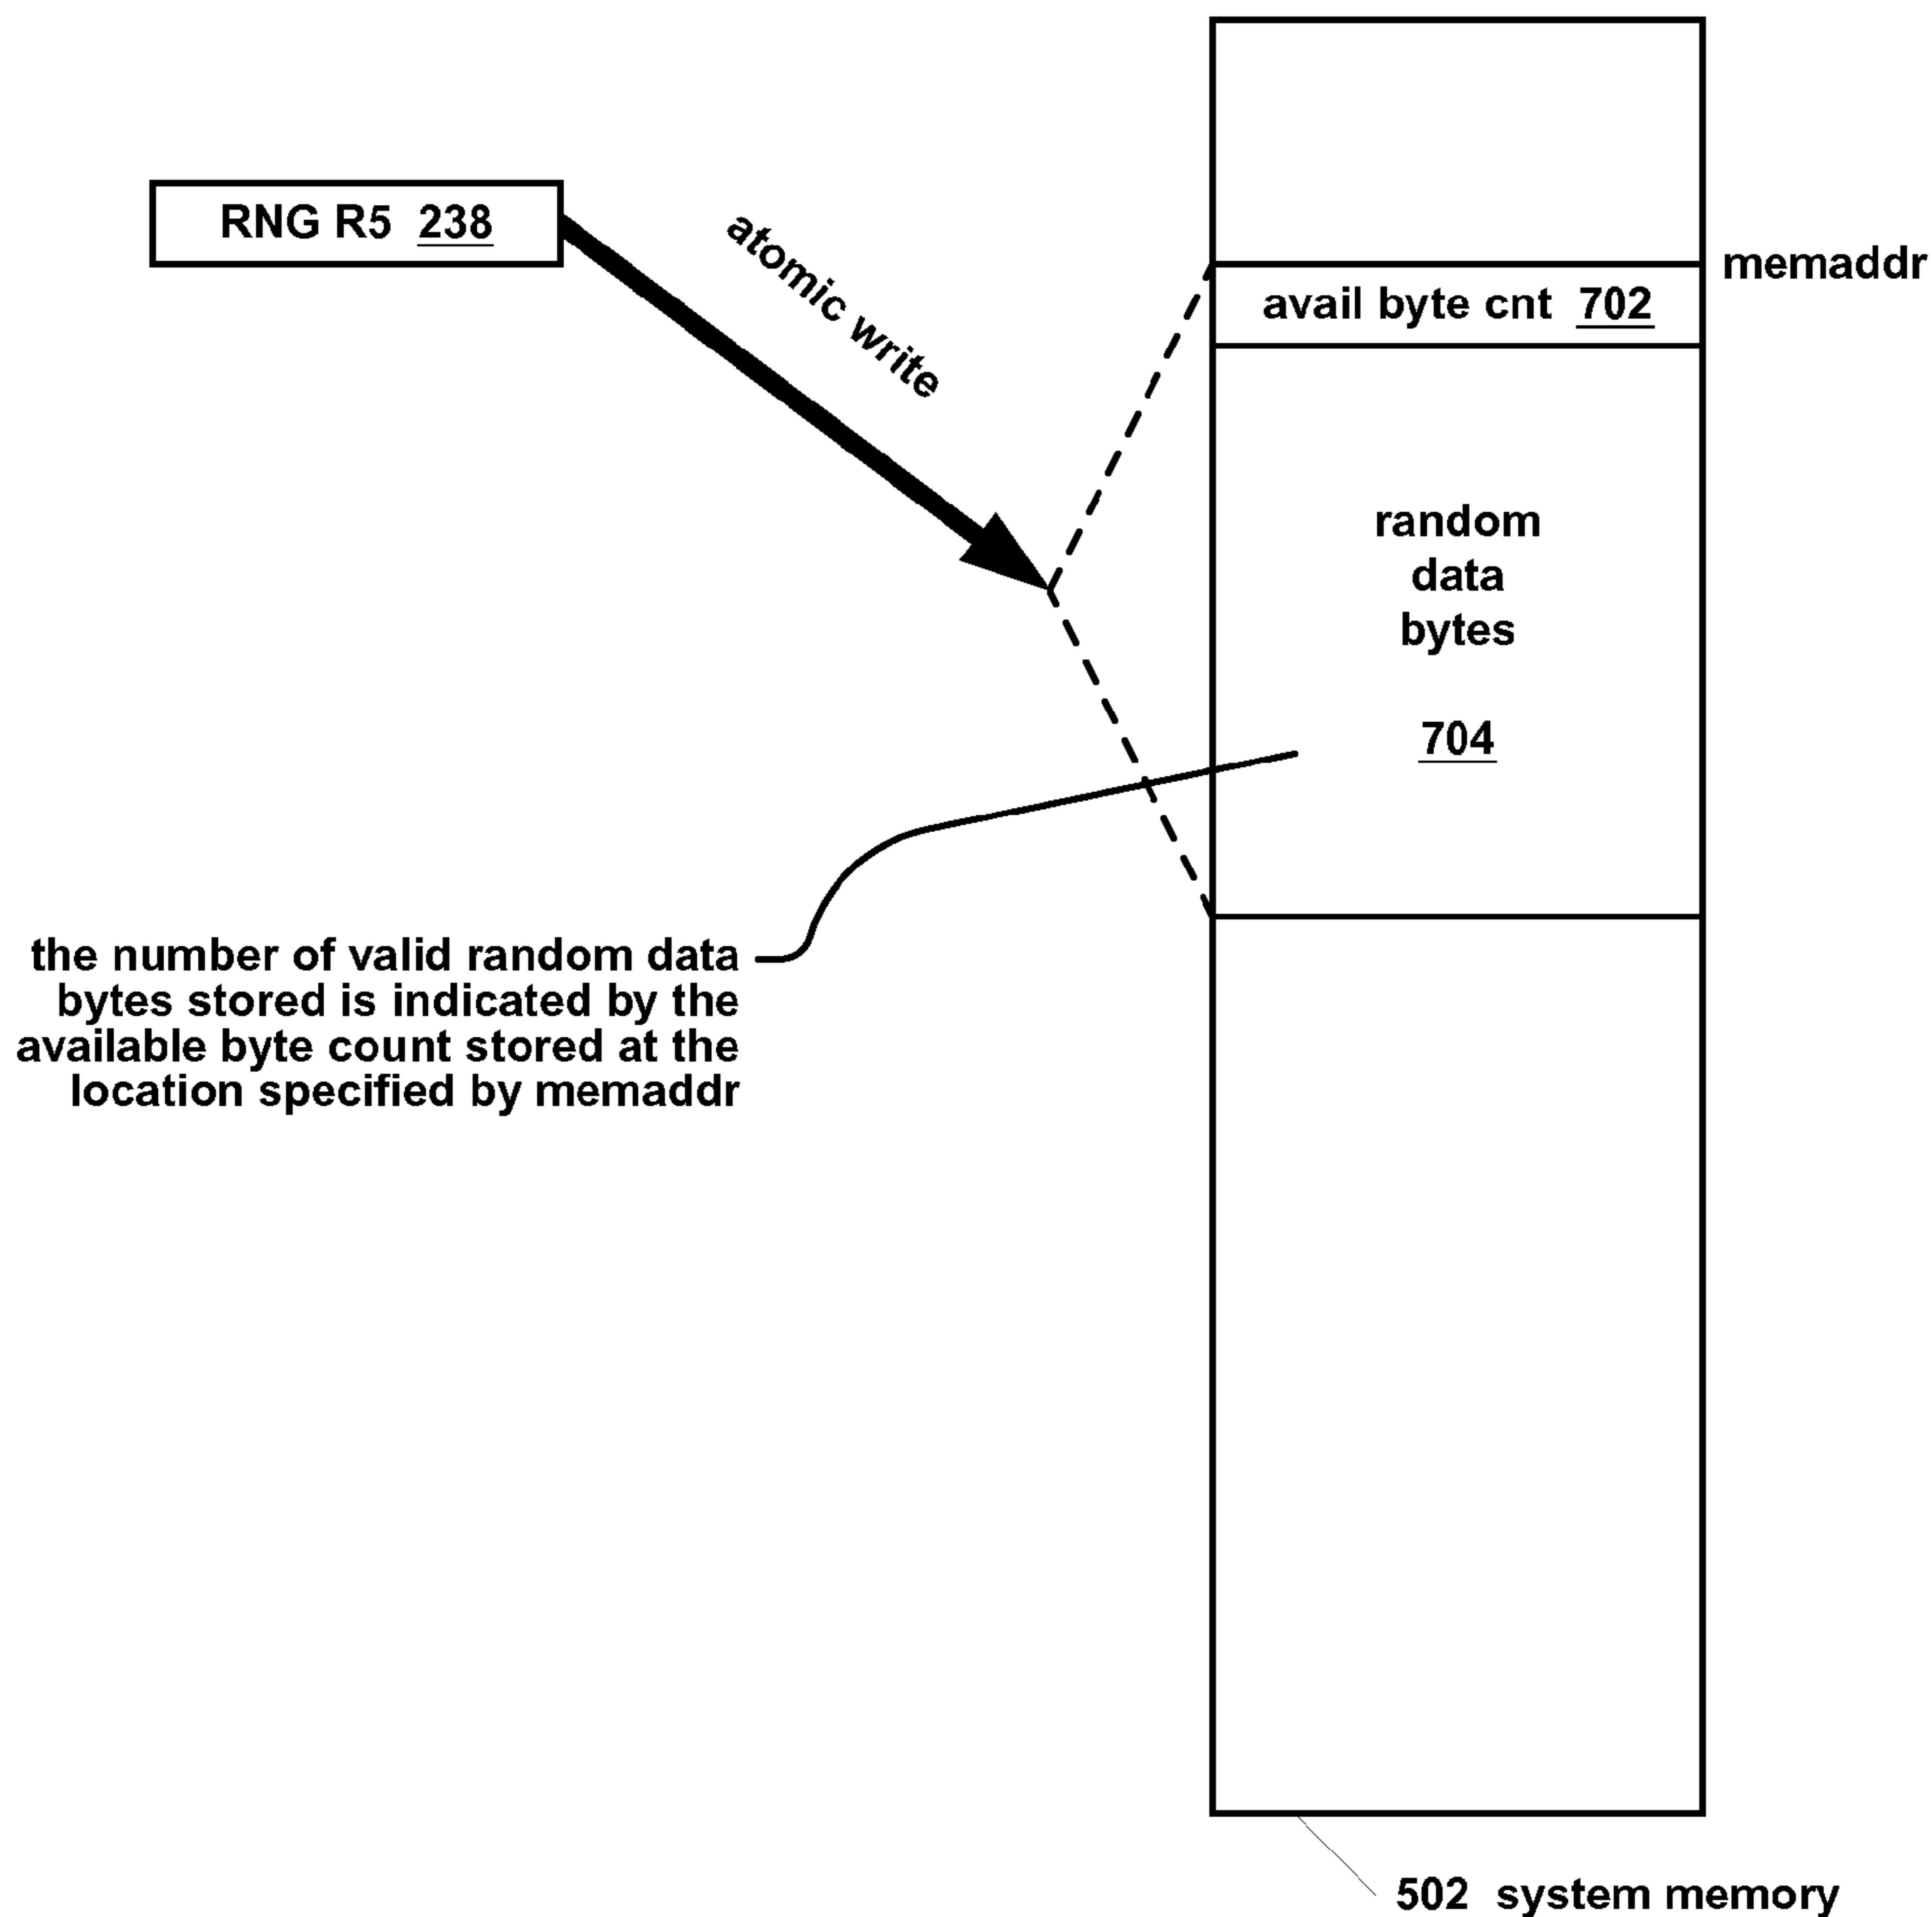 RNG R5 238
atomic write
memaddr
avail byte cnt 702
random
data
bytes
704
the number of valid random data
bytes stored is indicated by the
available byte count stored at the
location specified by memaddr
502 system memory